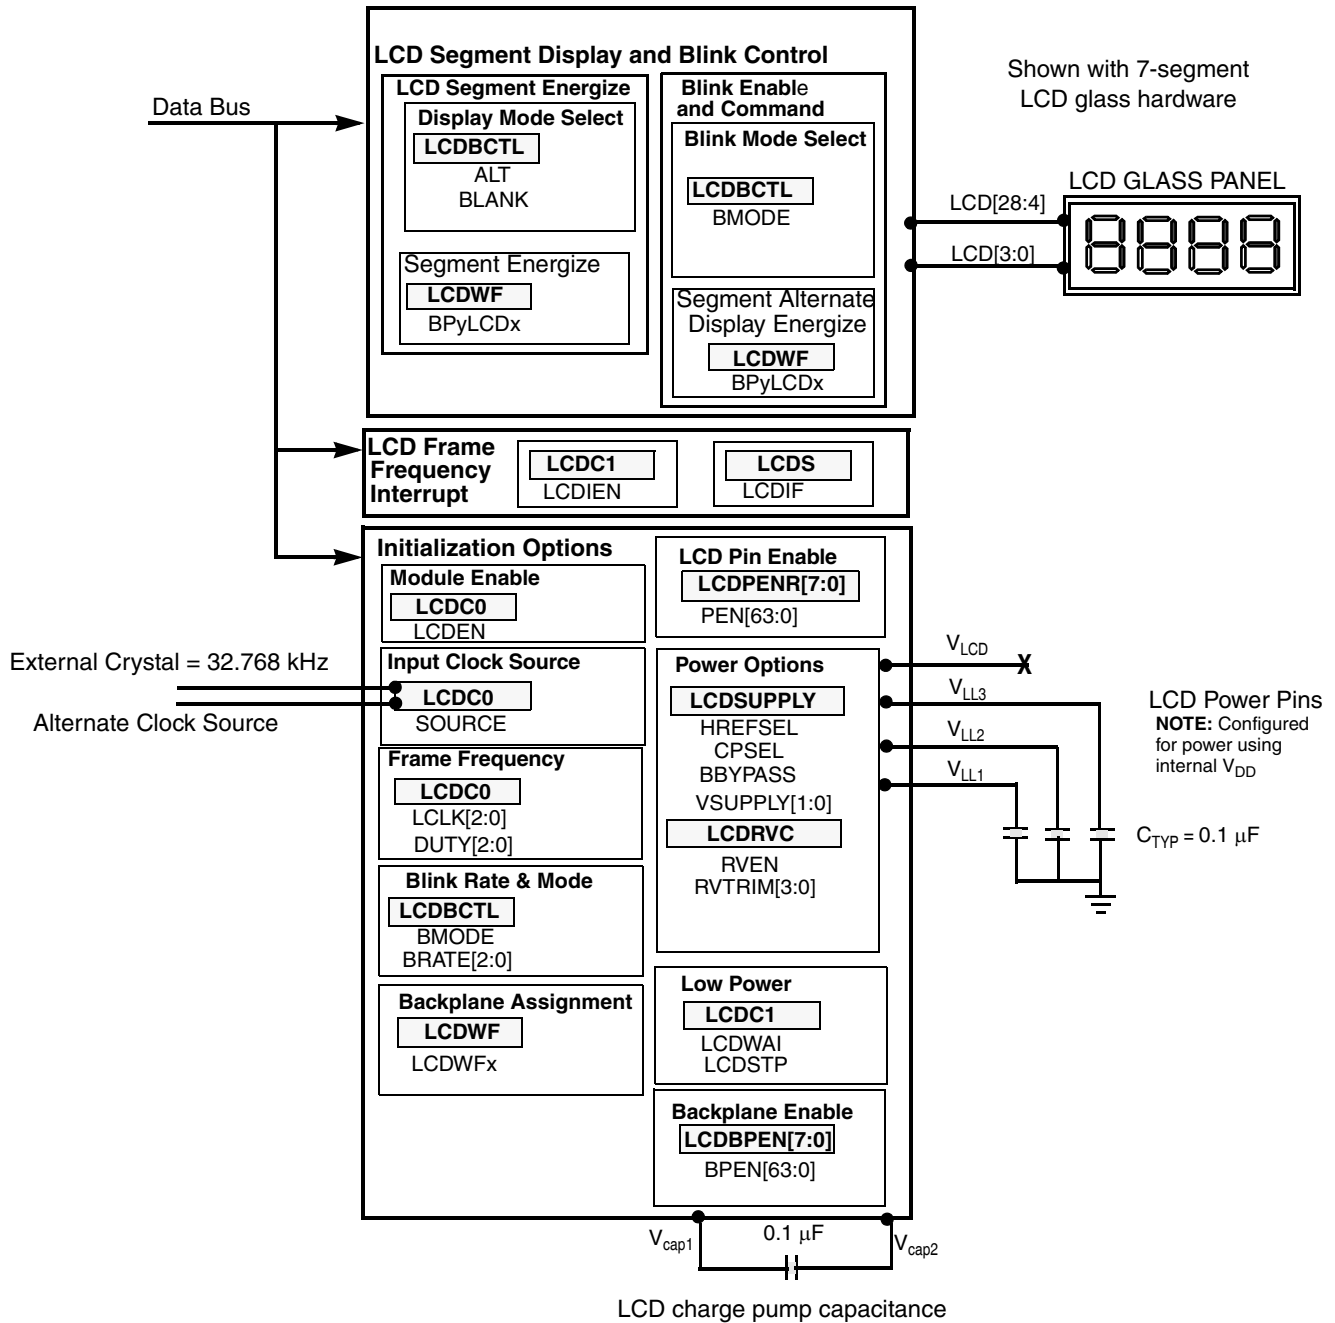 LCD Segment Display and Blink Control
LCD Segment Energize
Display Mode Select
LCDBCTL
ALT
BLANK
Segment Energize
LCDWF
BPyLCDx
Blink Enable
and Command
Blink Mode Select
LCDBCTL
BMODE
Segment Alternate
Display Energize
LCDWF
BPyLCDx
Data Bus
Shown with 7-segment
LCD glass hardware
LCD GLASS PANEL
LCD[28:4]
LCD[3:0]
LCD Frame
Frequency
Interrupt
LCDC1
LCDIEN
LCDS
LCDIF
Initialization Options
Module Enable
LCDC0
LCDEN
External Crystal = 32.768 kHz
Alternate Clock Source
Input Clock Source
LCDC0
SOURCE
Frame Frequency
LCDC0
LCLK[2:0]
DUTY[2:0]
Blink Rate & Mode
LCDBCTL
BMODE
BRATE[2:0]
Backplane Assignment
LCDWF
LCDWFx
LCD Pin Enable
LCDPENR[7:0]
PEN[63:0]
Power Options
LCDSUPPLY
HREFSEL
CPSEL
BBYPASS
VSUPPLY[1:0]
LCDRVC
RVEN
RVTRIM[3:0]
Low Power
LCDC1
LCDWAI
LCDSTP
Backplane Enable
LCDBPEN[7:0]
BPEN[63:0]
VLCD
X
VLL3
VLL2
VLL1
LCD Power Pins
NOTE: Configured
for power using
internal VDD
CTYP = 0.1 μF
Vcap1
0.1 μF
Vcap2
LCD charge pump capacitance